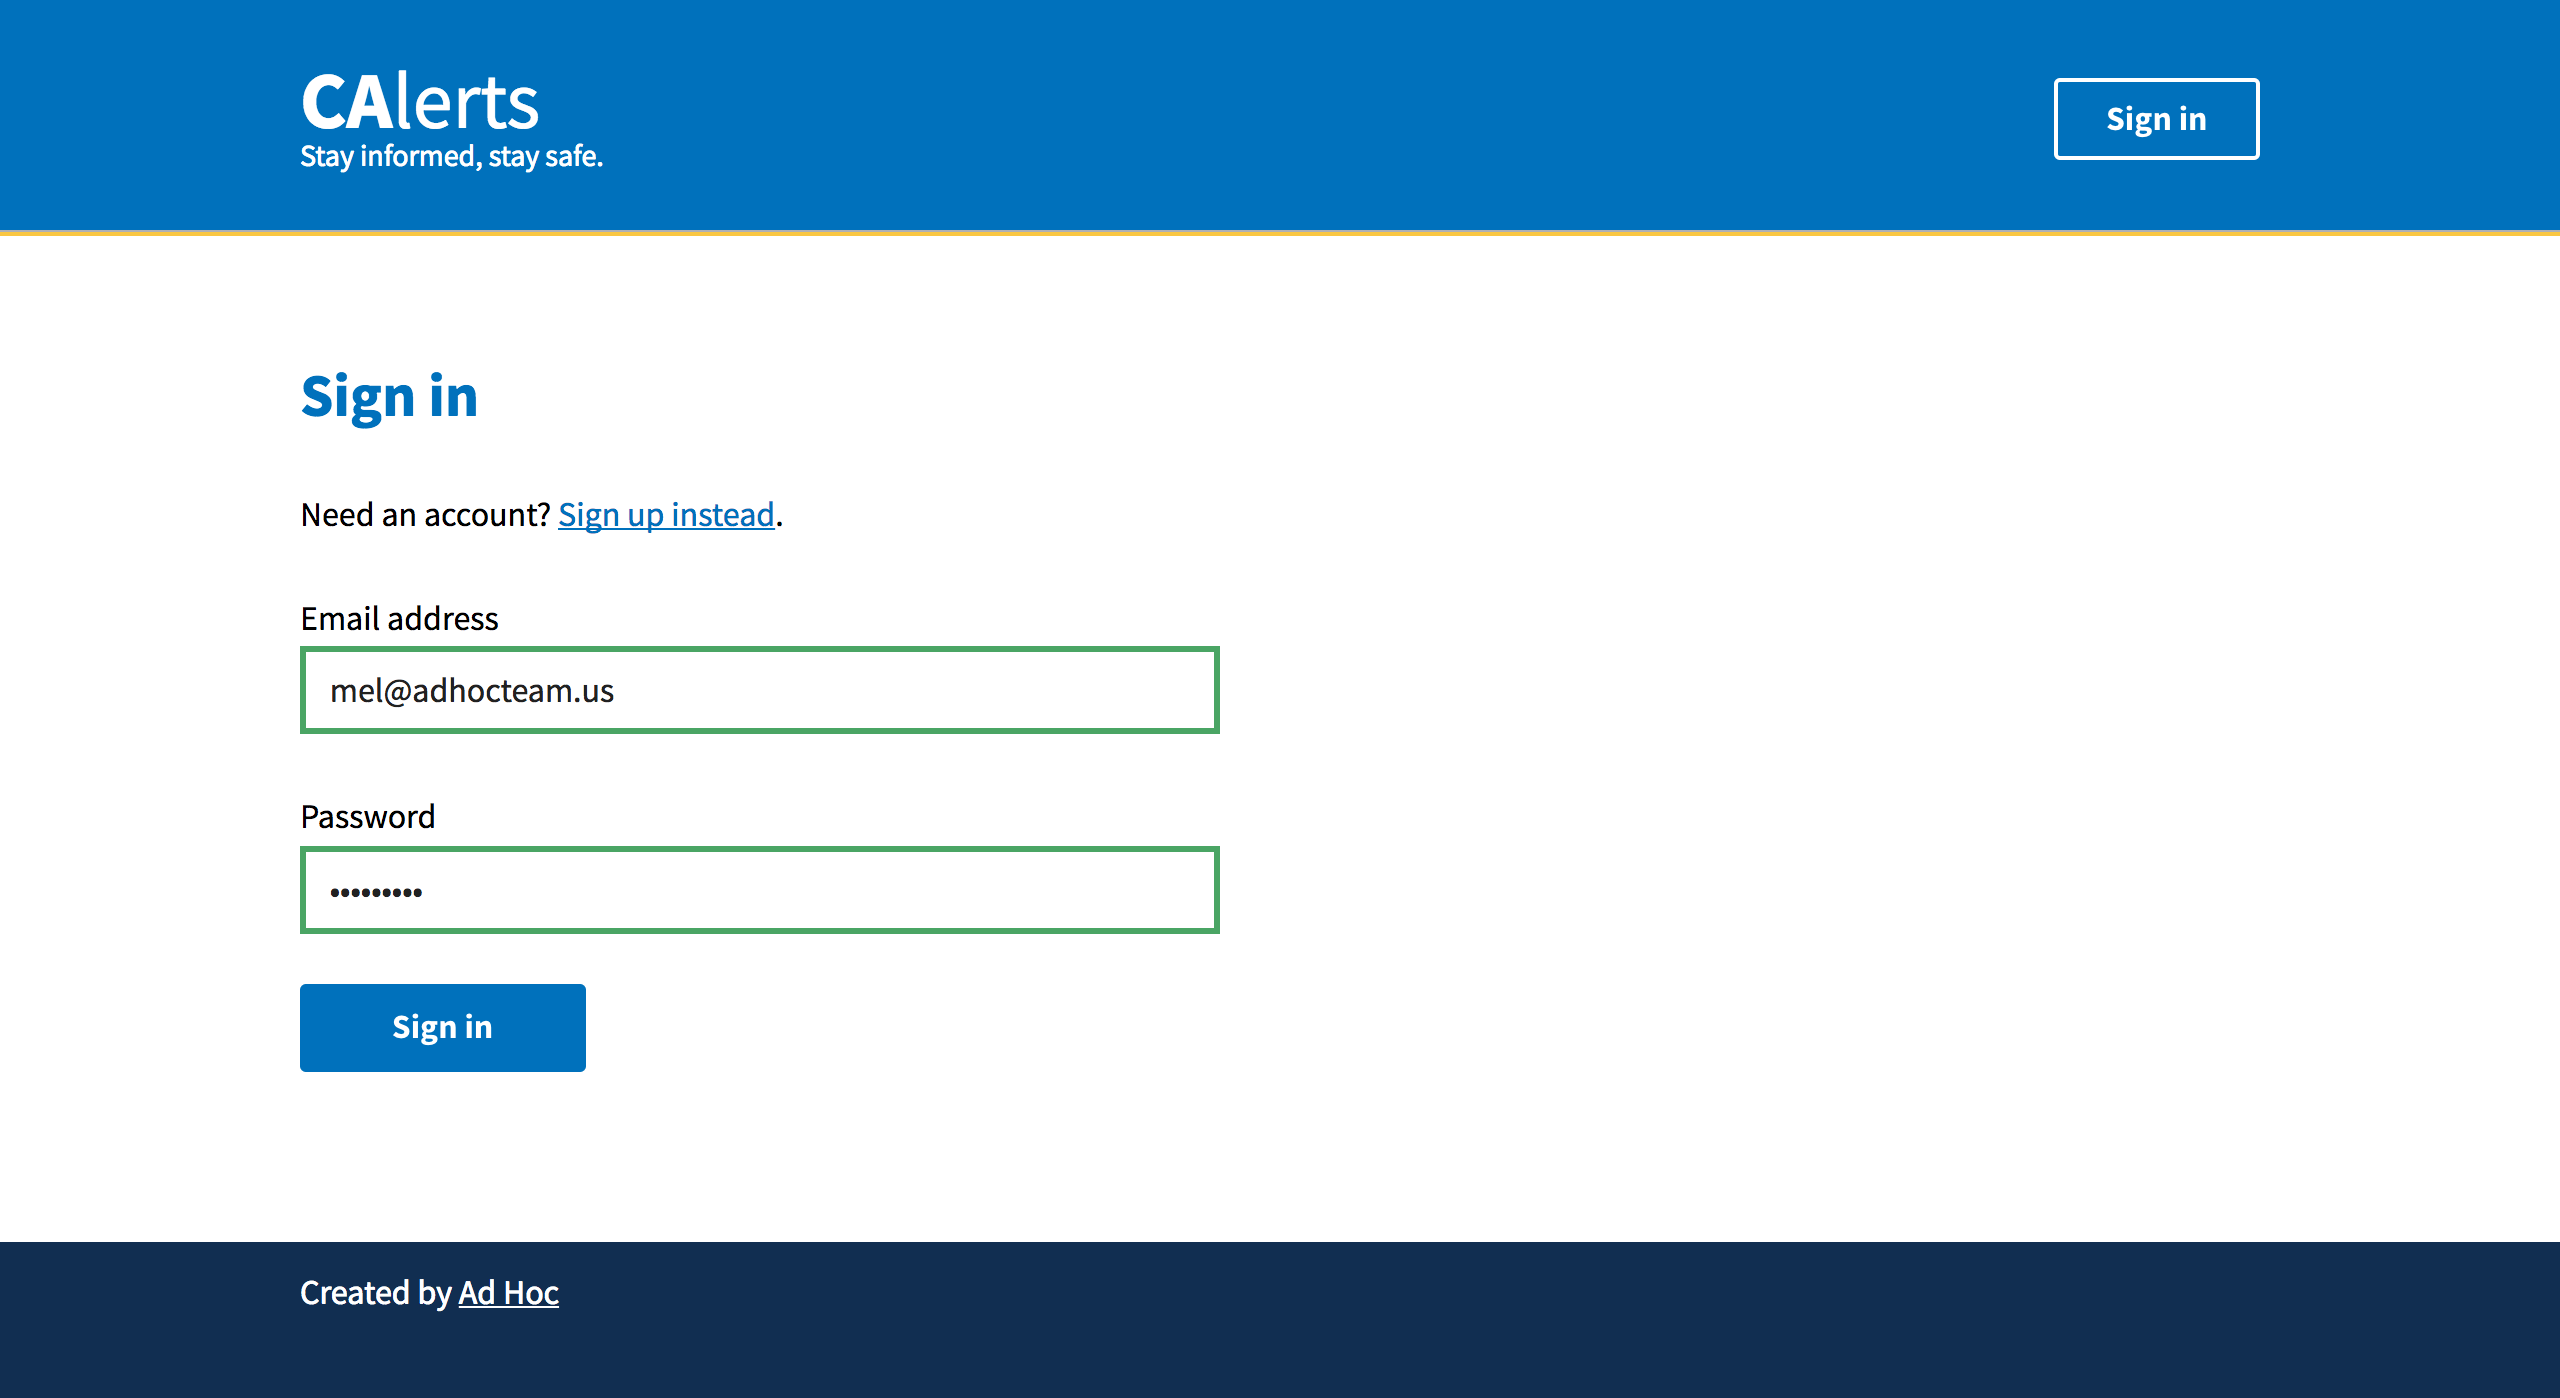 CAlerts
Stay informed, stay safe.
Sign in
Sign in
Need an account? Sign up instead.
Email address
mel@adhocteam.us
Password
•••••••••
Sign in
Created by Ad Hoc